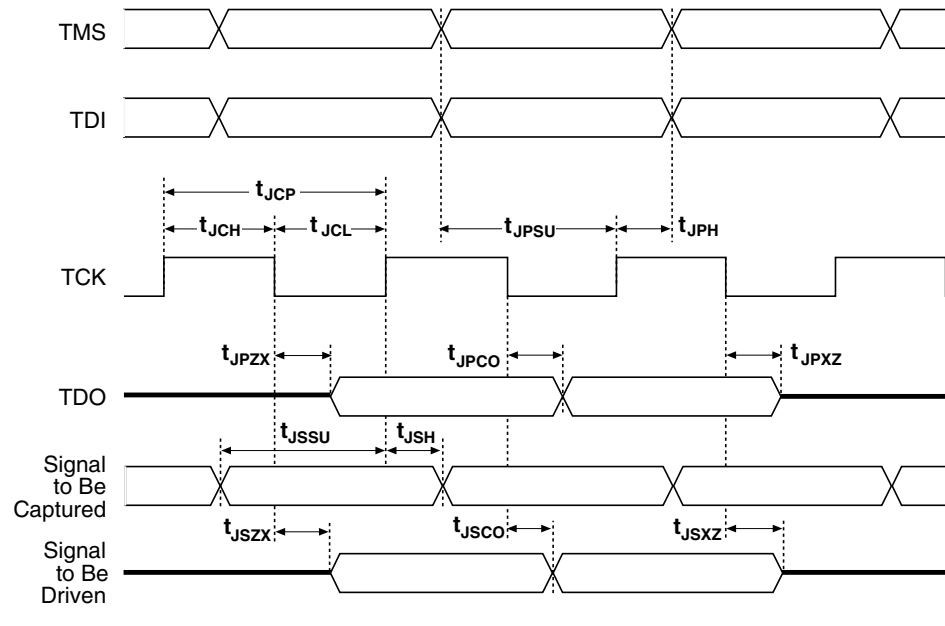 TMS
TDI
tJCP
tJCH
tJCL
tJPSU
tJPH
TCK
tJPZX
tJPCO
tJPXZ
TDO
tJSSU
tJSH
Signal
to Be
Captured
tJSZX
tJSCO
tJSXZ
Signal
to Be
Driven